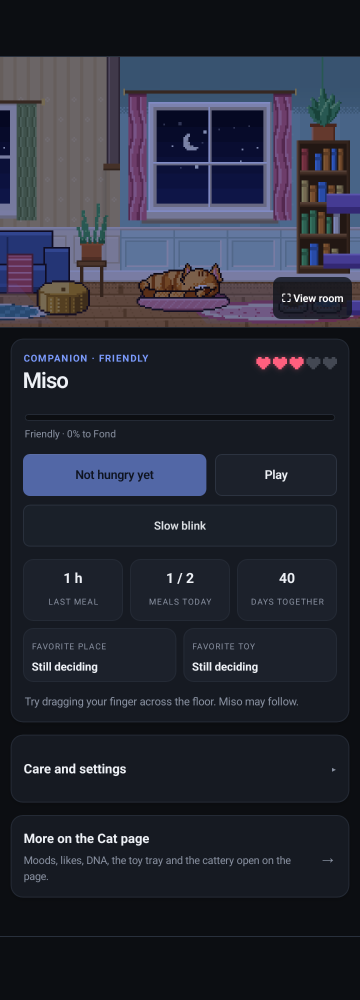 View room
COMPANION · FRIENDLY
Miso
Friendly · 0% to Fond
Not hungry yet
Play
Slow blink
1 h
LAST MEAL
1 / 2
MEALS TODAY
40
DAYS TOGETHER
FAVORITE PLACE
Still deciding
FAVORITE TOY
Still deciding
Try dragging your finger across the floor. Miso may follow.
Care and settings
More on the Cat page
Moods, likes, DNA, the toy tray and the cattery open on the
page.